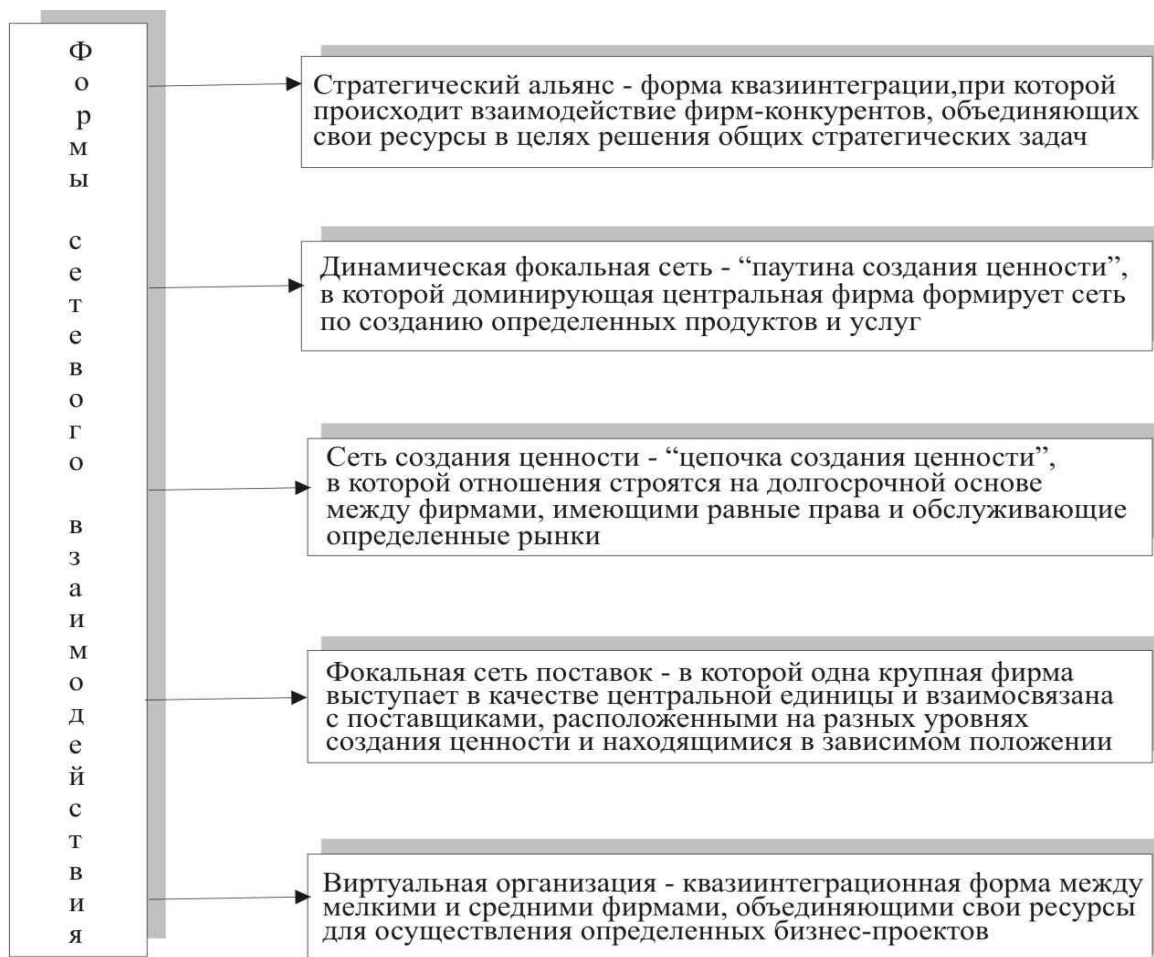 Формы сетевого взаимодействия
Стратегический альянс - форма квазиинтеграции,при которой
происходит взаимодействие фирм-конкурентов, объединяющих
свои ресурсы в целях решения общих стратегических задач
Динамическая фокальная сеть - “паутина создания ценности”,
в которой доминирующая центральная фирма формирует сеть
по созданию определенных продуктов и услуг
Сеть создания ценности - “цепочка создания ценности”,
в которой отношения строятся на долгосрочной основе
между фирмами, имеющими равные права и обслуживающие
определенные рынки
Фокальная сеть поставок - в которой одна крупная фирма
выступает в качестве центральной единицы и взаимосвязана
с поставщиками, расположенными на разных уровнях
создания ценности и находящимися в зависимом положении
Виртуальная организация - квазиинтеграционная форма между
мелкими и средними фирмами, объединяющими свои ресурсы
для осуществления определенных бизнес-проектов